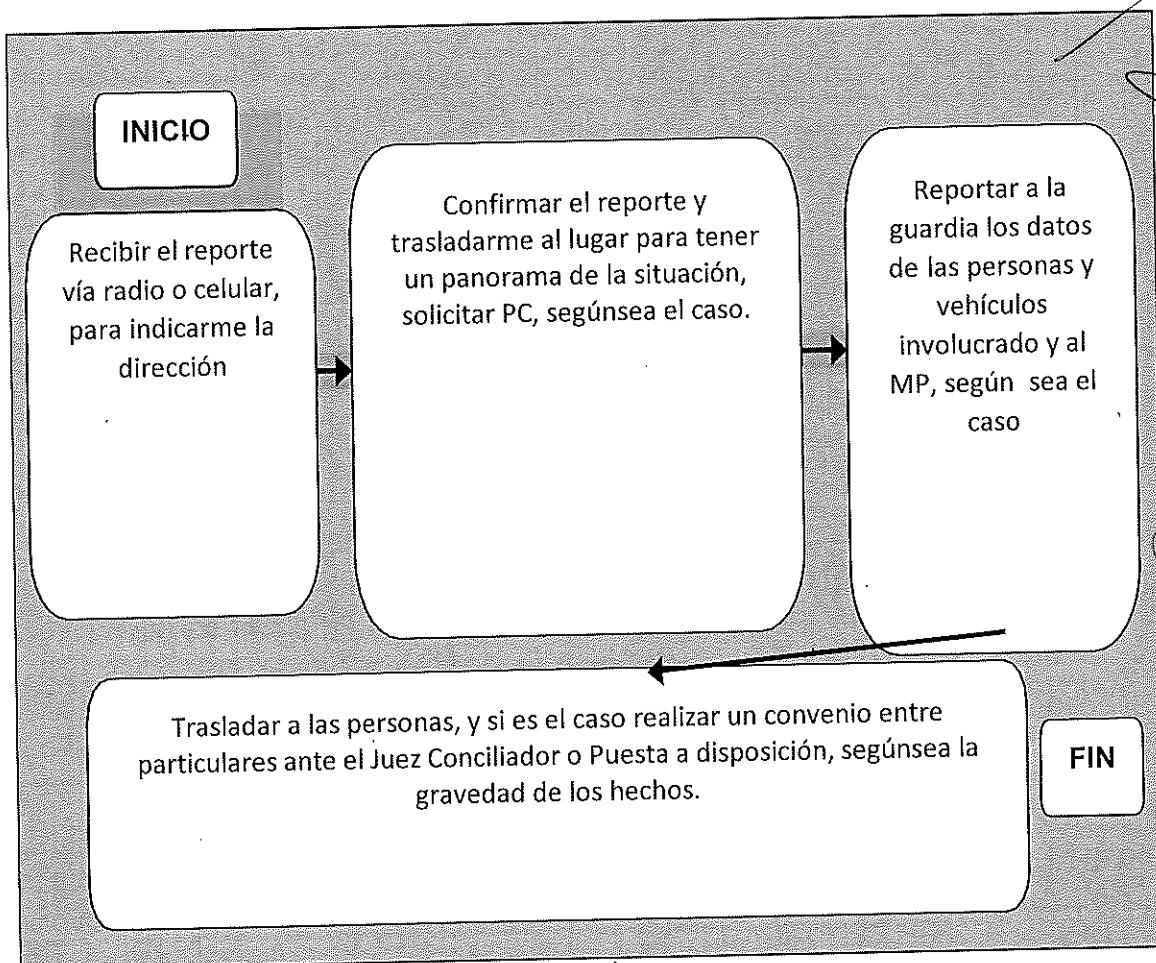 INICIO
Recibir el reporte
vía radio o celular,
para indicarme la
dirección
Confirmar el reporte y
trasladarme al lugar para tener
un panorama de la situación,
solicitar PC, segúnsea el caso.
Reportar a la
guardia los datos
de las personas y
vehículos
involucrado y al
MP, según sea el
caso
Trasladar a las personas, y si es el caso realizar un convenio entre
particulares ante el Juez Conciliador o Puesta a disposición, segúnsea la
gravedad de los hechos.
FIN